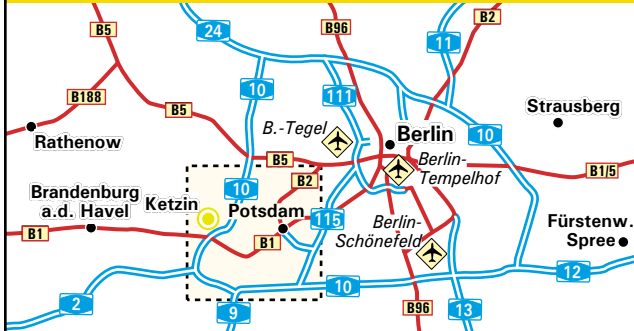 B5
24
B96
B2
11
B188
B5
10
111
B.-Tegel
Berlin
Strausberg
10
Rathenow
B5
Berlin-
Tempelhof
B1/5
Brandenburg
a.d. Havel
Ketzin
10
B2
Potsdam
115
Berlin-
Schönefeld
Fürstenw.
Spree
B1
B1
2
9
10
B96
13
12